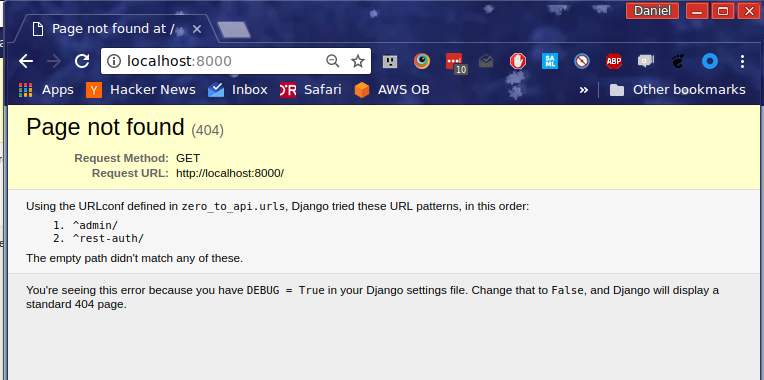 Daniel
Page not found at /
localhost:8000
10
SA ML
ABP
Apps
Y Hacker News
Inbox
Safari
AWS OB
»
Other bookmarks
Page not found (404)
Request Method: GET
Request URL: http://localhost:8000/
Using the URLconf defined in zero_to_api.urls, Django tried these URL patterns, in this order:
1. ^admin/
2. ^rest-auth/
The empty path didn't match any of these.
You're seeing this error because you have DEBUG = True in your Django settings file. Change that to False, and Django will display a
standard 404 page.